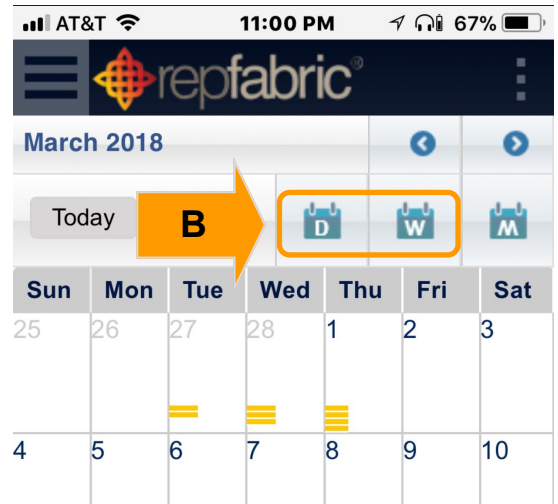 AT&T 11:00 PM 67%
repfabric®
March 2018
Today B D W M
Sun Mon Tue Wed Thu Fri Sat
25 26 27 28 1 2 3
4 5 6 7 8 9 10